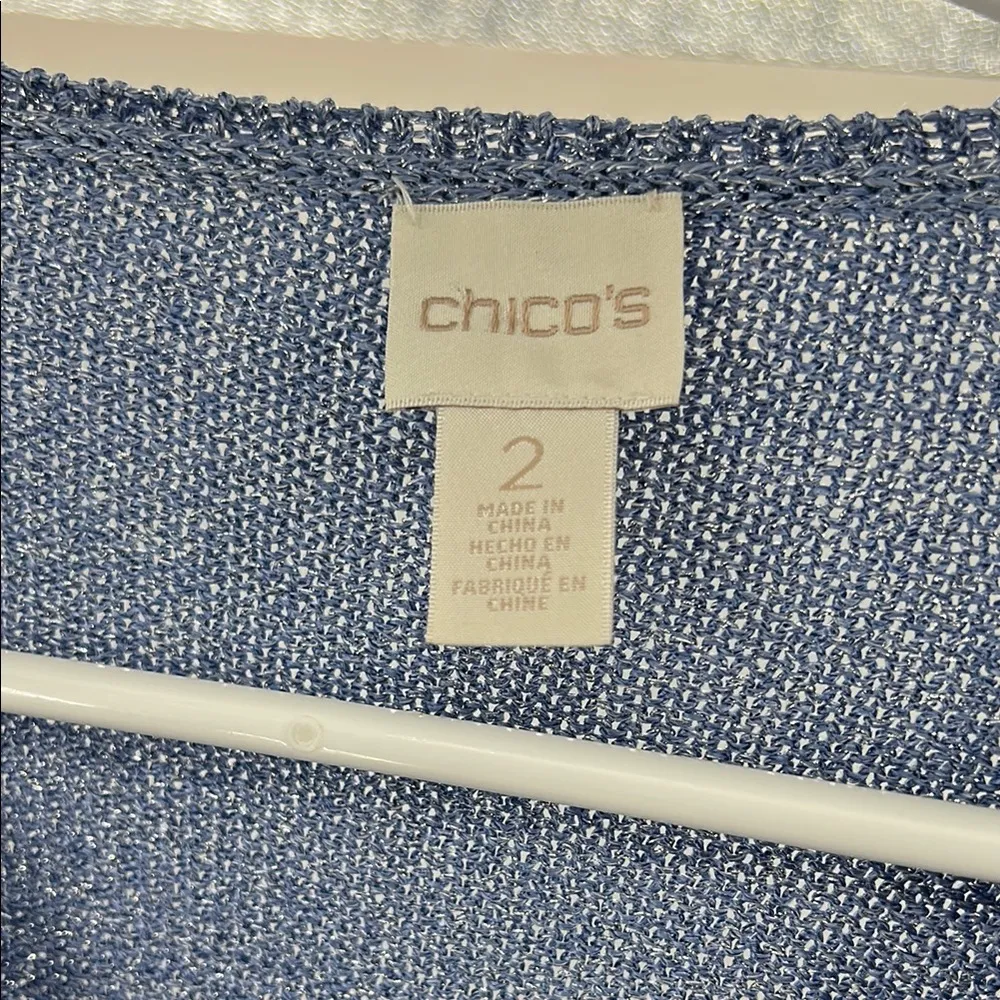 chico's
2
MADE IN
CHINA
HECHO EN
CHINA
FABRIQUÉ EN
CHINE